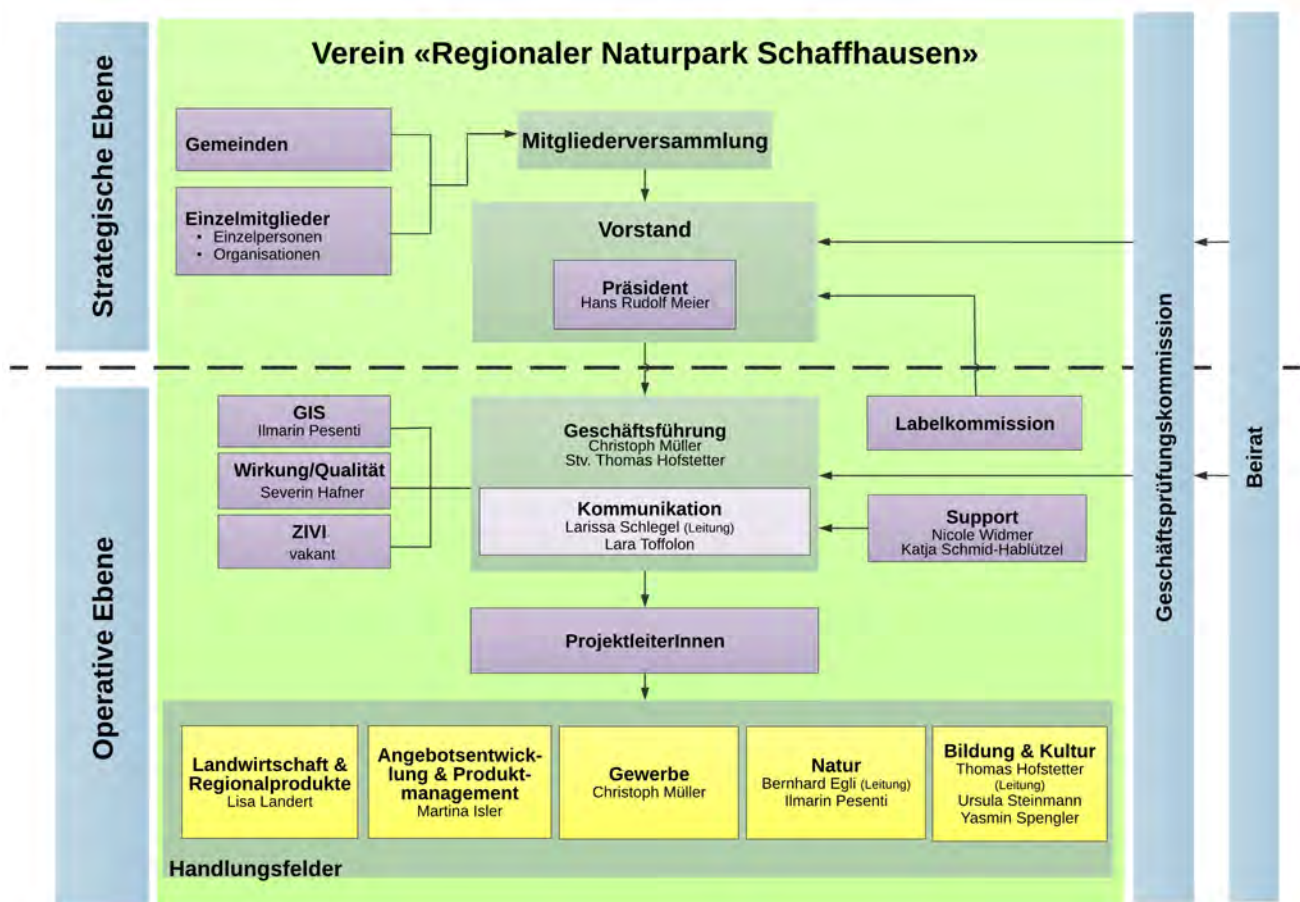 Verein «Regionaler Naturpark Schaffhausen»
Strategische Ebene
Gemeinden
Mitgliederversammlung
Einzelmitglieder
• Einzelpersonen
• Organisationen
Vorstand
Präsident
Hans Rudolf Meier
Geschäftsprüfungskommission
Beirat
Operative Ebene
GIS
Ilmarin Pesenti
Wirkung/Qualität
Severin Hafner
ZIVI
vakant
Geschäftsführung
Christoph Müller
Stv. Thomas Hofstetter
Kommunikation
Larissa Schlegel (Leitung)
Lara Toffolon
Labelkommission
Support
Nicole Widmer
Katja Schmid-Hablützel
ProjektleiterInnen
Landwirtschaft &
Regionalprodukte
Lisa Landert
Angebotsentwick-
lung & Produkt-
management
Martina Isler
Gewerbe
Christoph Müller
Natur
Bernhard Egli (Leitung)
Ilmarin Pesenti
Bildung & Kultur
Thomas Hofstetter
(Leitung)
Ursula Steinmann
Yasmin Spengler
Handlungsfelder